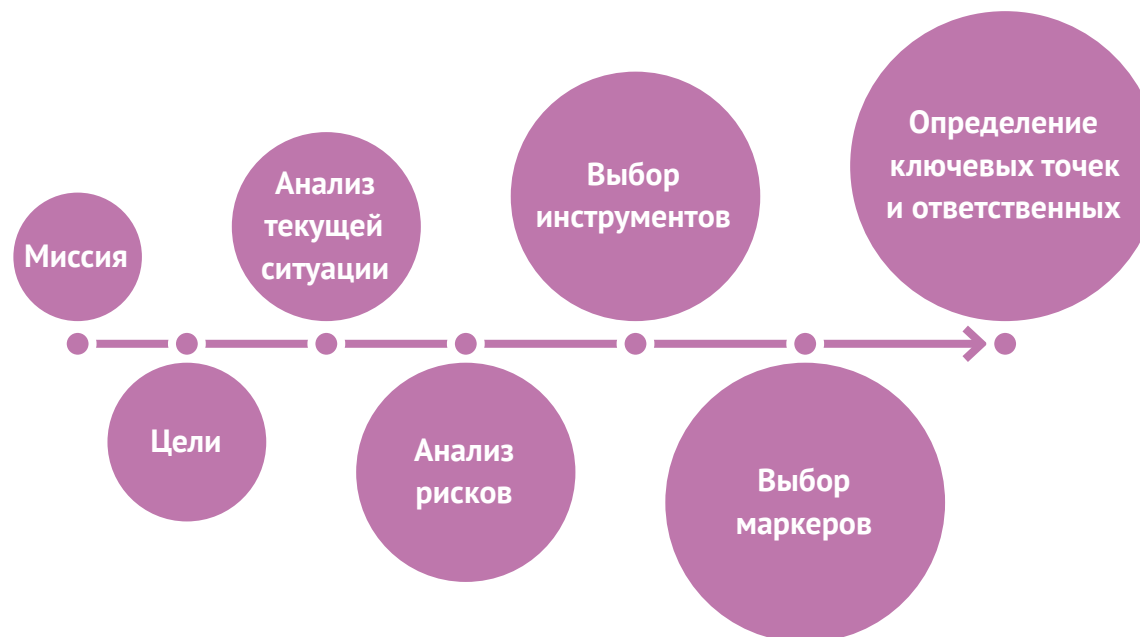 Миссия
Цели
Анализ
текущей
ситуации
Анализ
рисков
Выбор
инструментов
Выбор
маркеров
Определение
ключевых точек
и ответственных